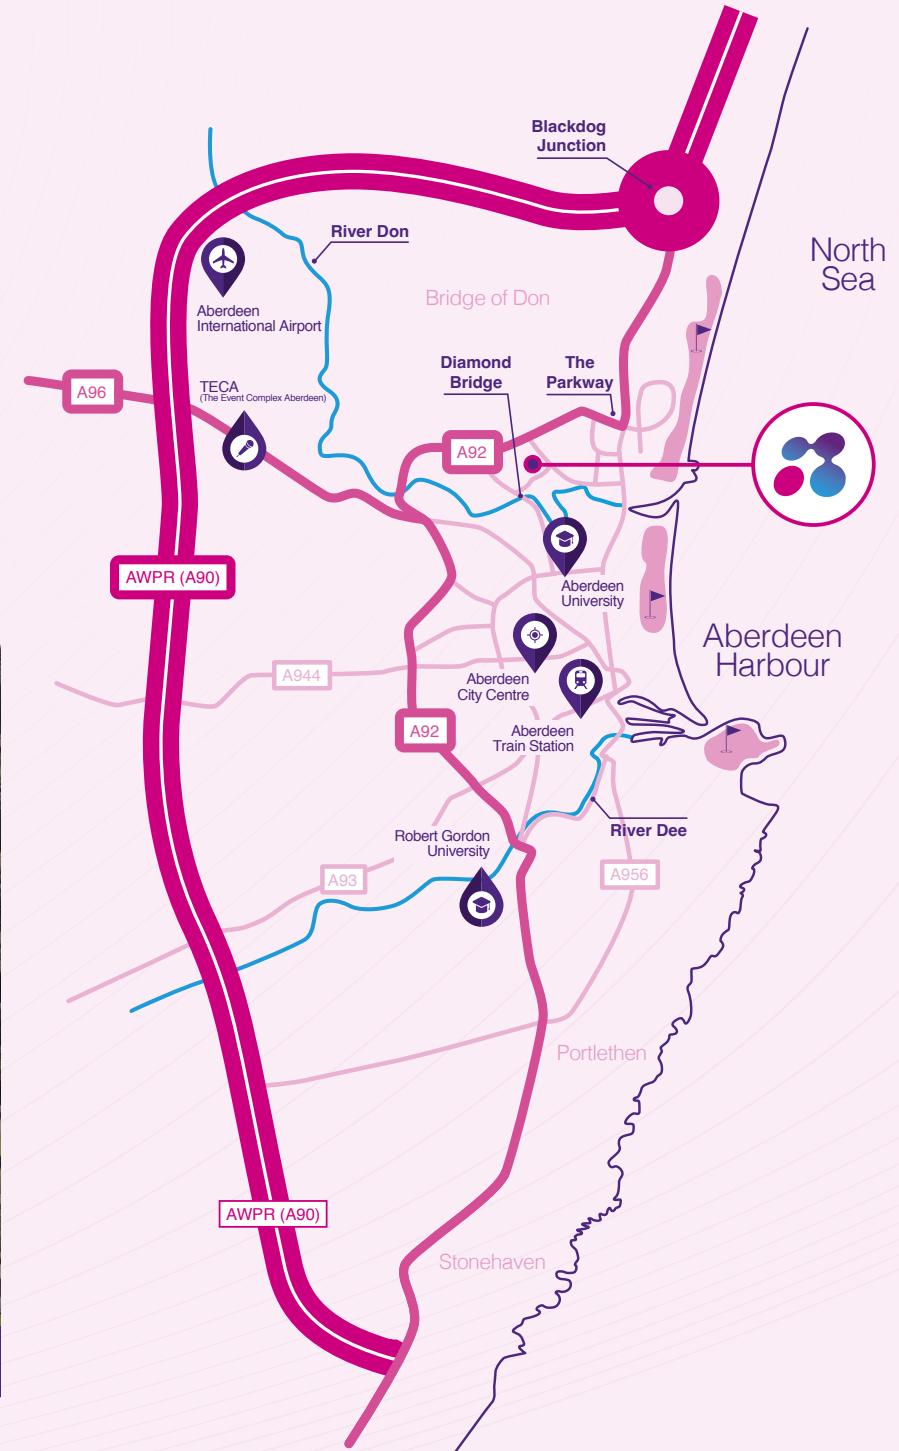 Blackdog
Junction
North
Sea
River Don
Bridge of Don
Aberdeen
International Airport
Diamond
Bridge
The
Parkway
A96
TECA
(The Event Complex Aberdeen)
A92
AWPR (A90)
Aberdeen
University
Aberdeen
Harbour
A944
Aberdeen
City Centre
A92
Aberdeen
Train Station
River Dee
Robert Gordon
University
A93
A956
Portlethen
AWPR (A90)
Stonehaven